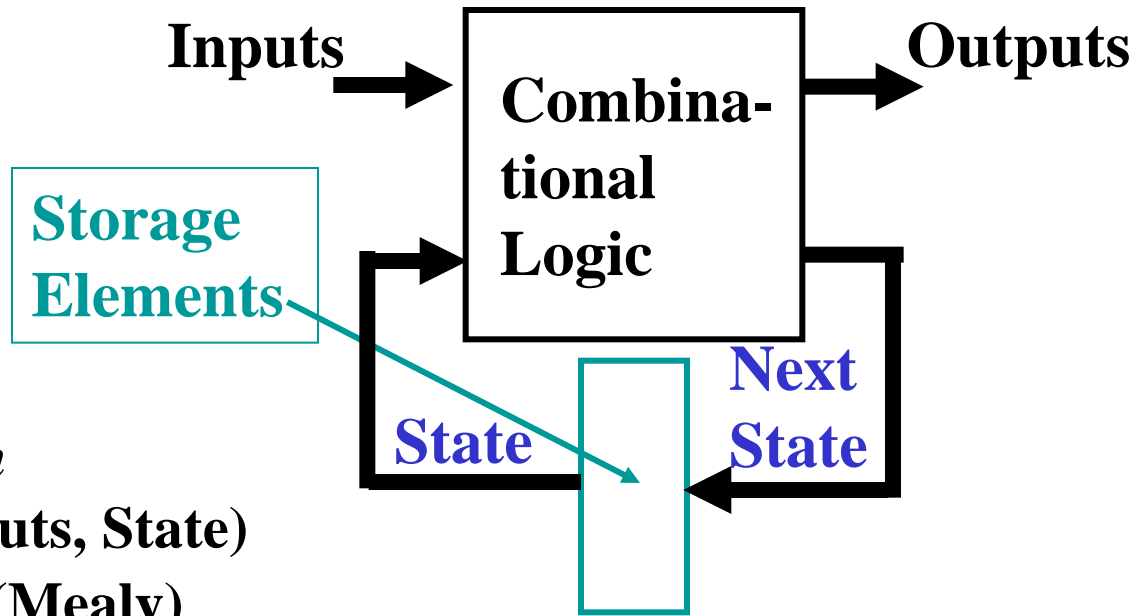 Inputs
Outputs
Combina-
tional
Logic
Storage
Elements
Next
State
State
uts, State)
(Mealy)